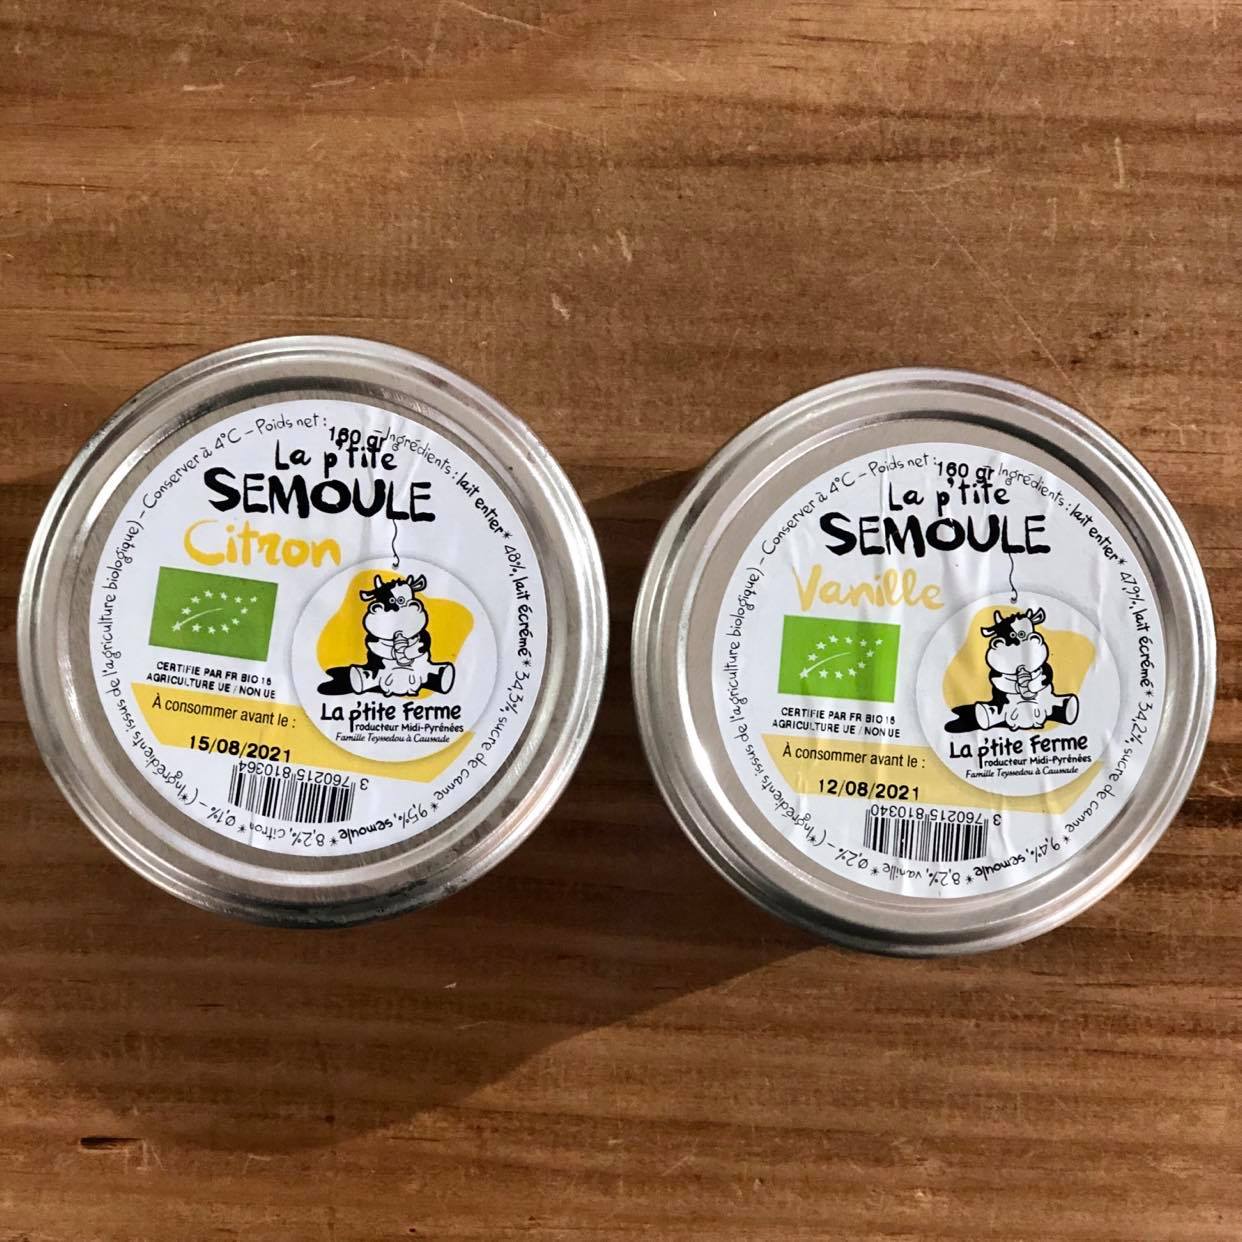 Conserver à 4°C - Poids net : 160 gr Ingrédients : lait entier* 48%, lait écrémé* 34,3%, sucre de canne* 9,5%, semoule* 8,2%, citron* 0,1% - (*Ingrédients issus de l'agriculture biologique) -
La p'tite
SEMOULE
Citron
CERTIFIE PAR FR BIO 16
AGRICULTURE UE / NON UE
À consommer avant le :
15/08/2021
La p'tite Ferme
Producteur Midi-Pyrénées
Famille Teyssedou à Caussade
3 760215 810364
Conserver à 4°C - Poids net : 160 gr Ingrédients : lait entier* 47,9%, lait écrémé* 34,2%, sucre de canne* 9,4%, semoule* 8,2%, vanille* 0,2% - (*Ingrédients issus de l'agriculture biologique) -
La p'tite
SEMOULE
Vanille
CERTIFIE PAR FR BIO 16
AGRICULTURE UE / NON UE
À consommer avant le :
12/08/2021
La p'tite Ferme
Producteur Midi-Pyrénées
Famille Teyssedou à Caussade
3 760215 810340